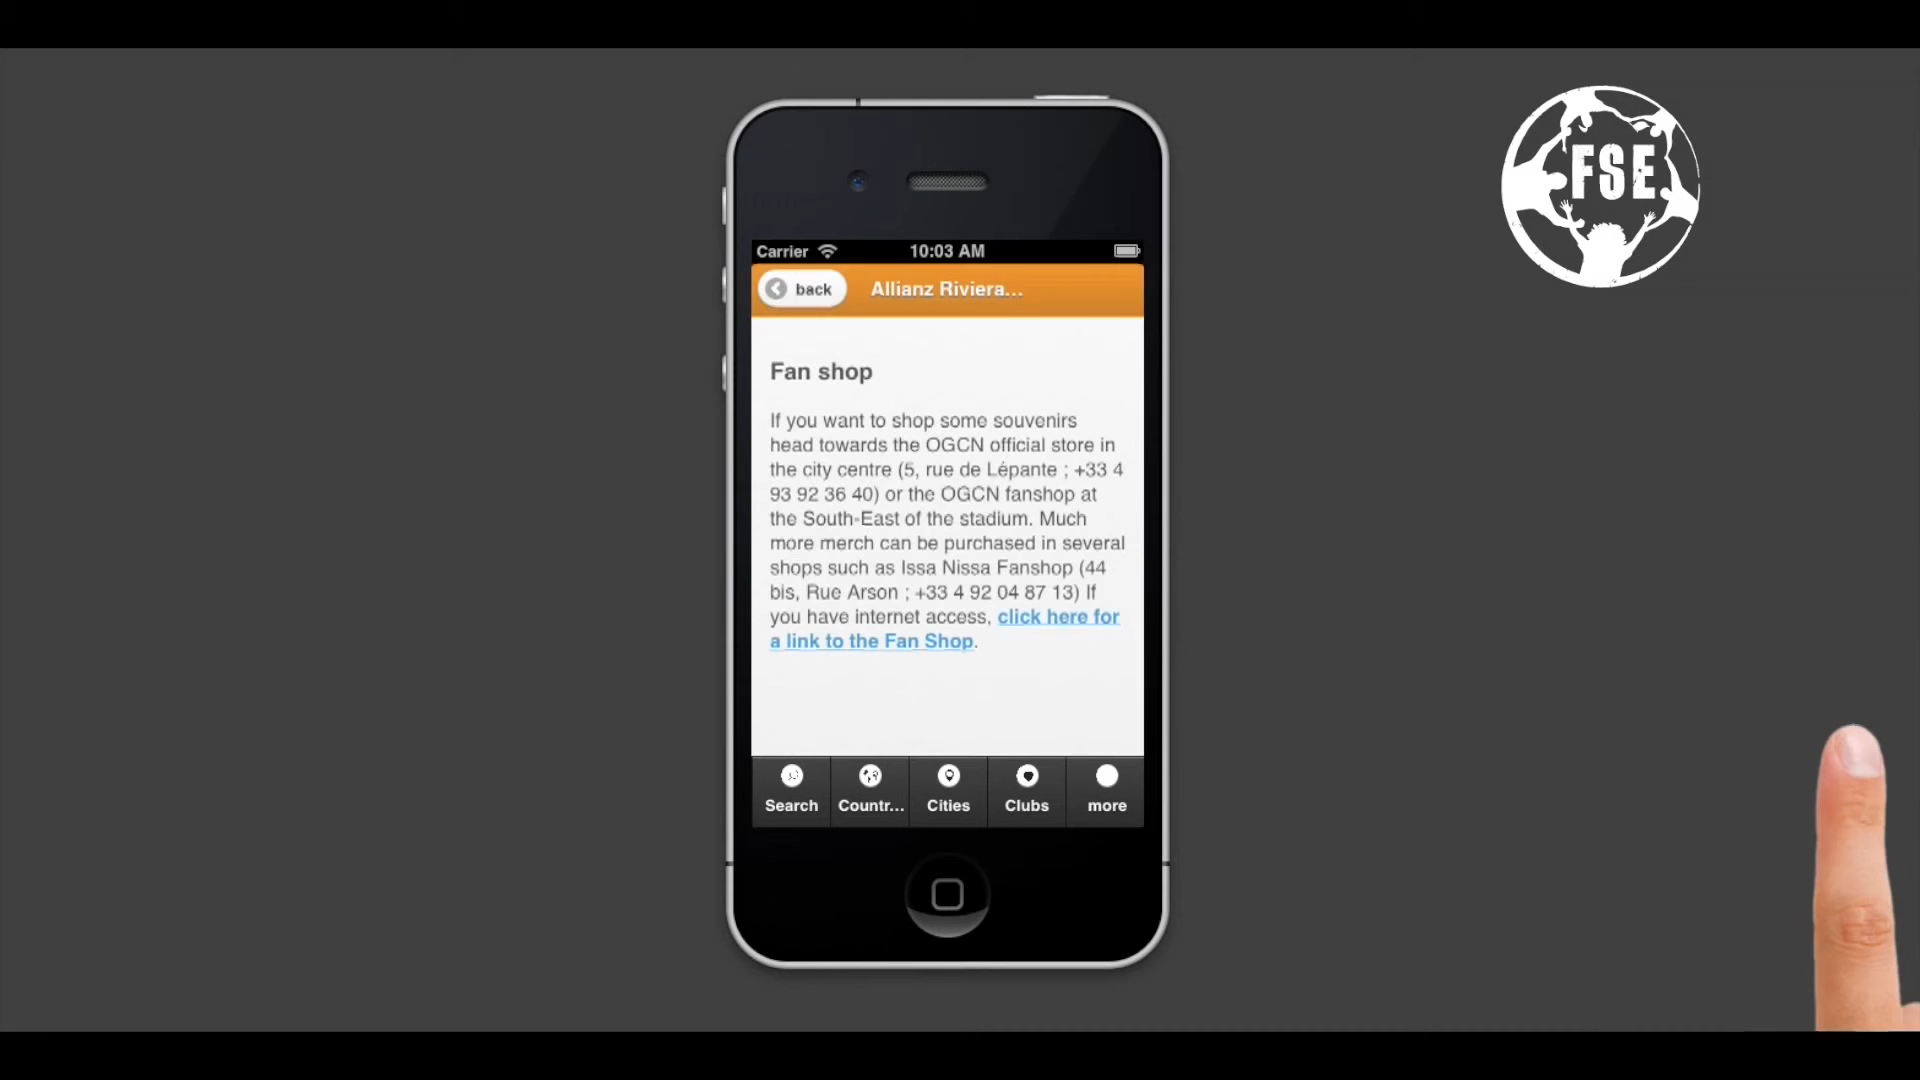 FSE
Carrier 10:03 AM
back Allianz Riviera...
Fan shop
If you want to shop some souvenirs
head towards the OGCN official store in
the city centre (5, rue de Lépante ; +33 4
93 92 36 40) or the OGCN fanshop at
the South-East of the stadium. Much
more merch can be purchased in several
shops such as Issa Nissa Fanshop (44
bis, Rue Arson ; +33 4 92 04 87 13) If
you have internet access, click here for
a link to the Fan Shop.
Search Countr... Cities Clubs more